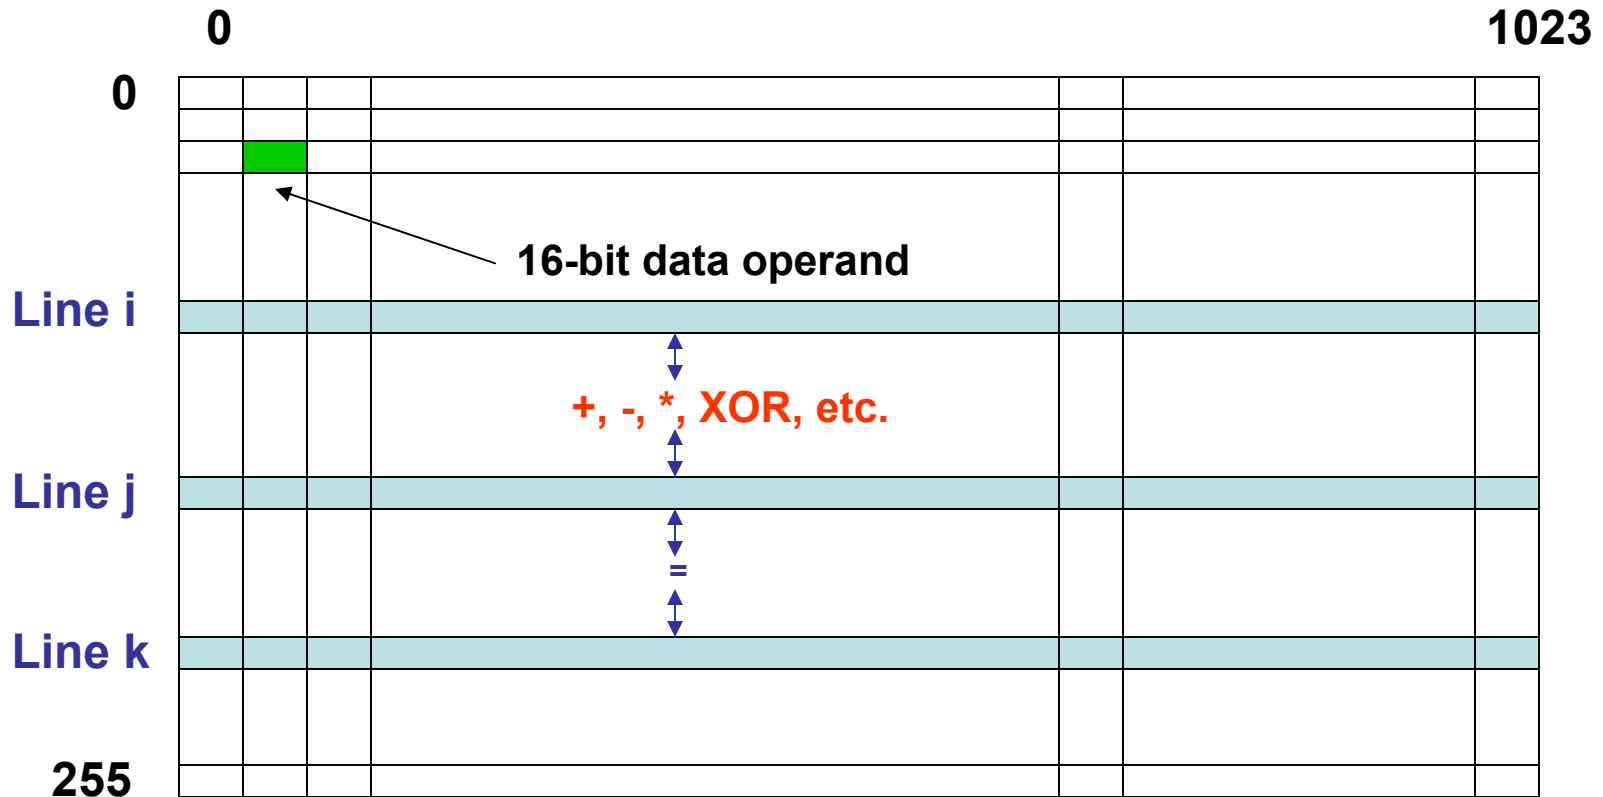 0 1023
0
16-bit data operand
Line i
+, -, *, XOR, etc.
Line j
=
Line k
255